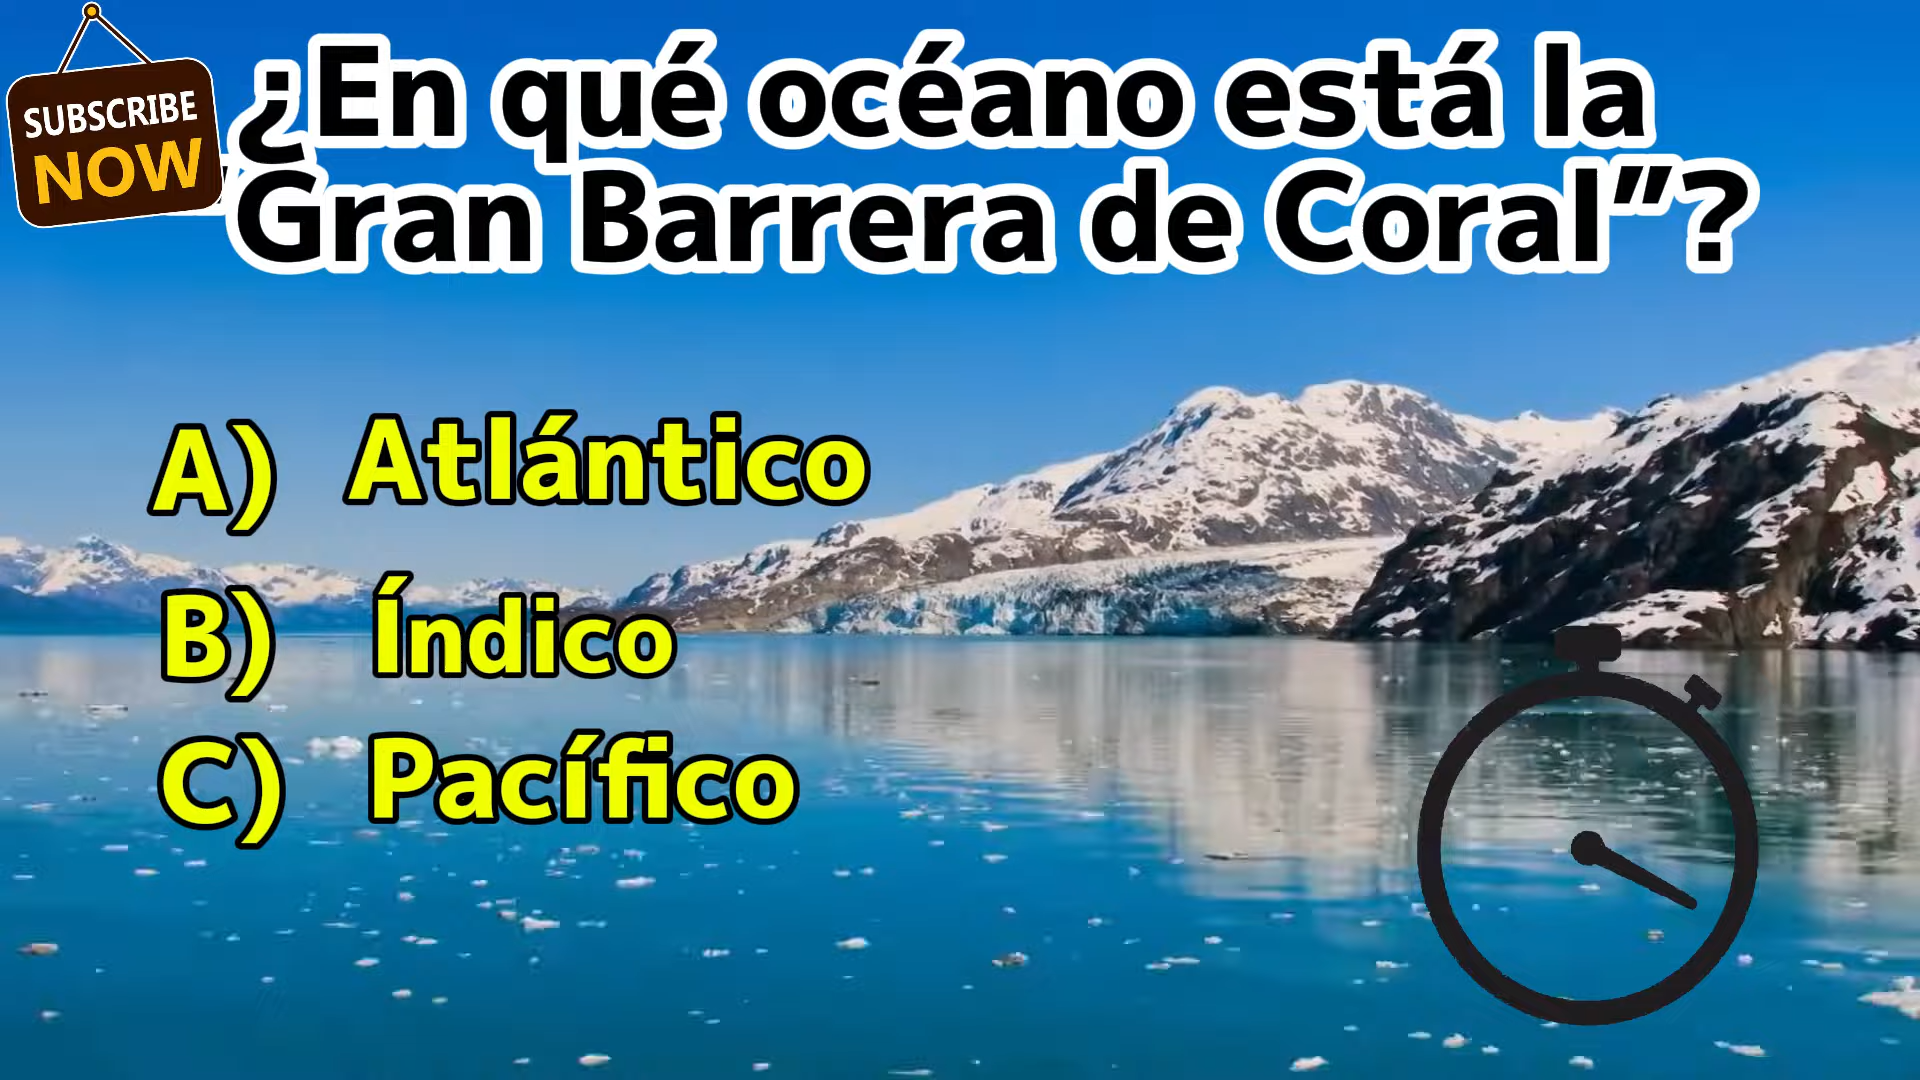 SUBSCRIBE
NOW
¿En qué océano está la
"Gran Barrera de Coral”?
A) Atlántico
B) Índico
C) Pacífico